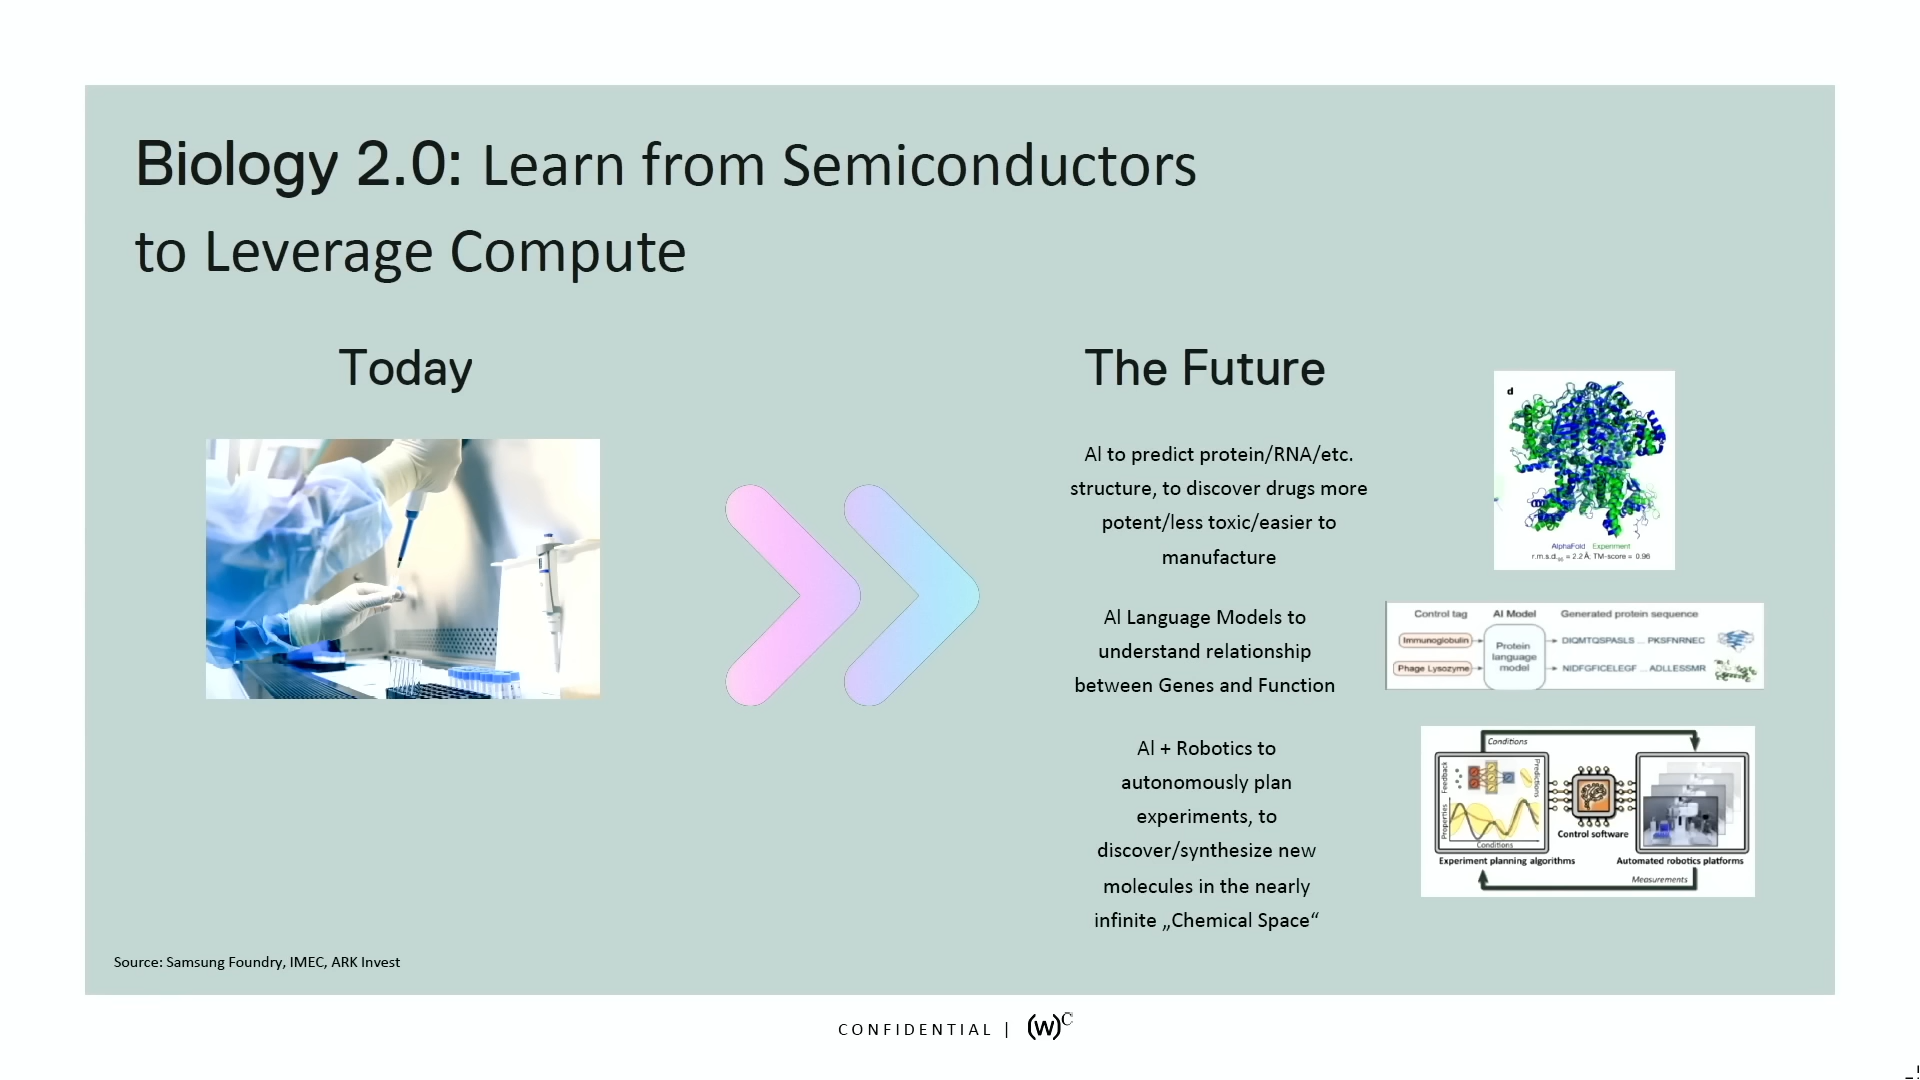 Biology 2.0: Learn from Semiconductors
to Leverage Compute
Today
The Future
AI to predict protein/RNA/etc.
structure, to discover drugs more
potent/less toxic/easier to
manufacture
d
AlphaFold Experiment
r.m.s.d.95 = 2.2 Å, TM-score = 0.96
AI Language Models to
understand relationship
between Genes and Function
Control tag AI Model Generated protein sequence
Immunoglobulin
Protein
language
model
DIQMTQSPASLS ... PKSFNRNEC
Phage Lysozyme
NIDFGFICELEGF ... ADLLESSMR
AI + Robotics to
autonomously plan
experiments, to
discover/synthesize new
molecules in the nearly
infinite „Chemical Space“
Conditions
Feedback
Predictions
Properties
Conditions
Control software
Experiment planning algorithms
Automated robotics platforms
Measurements
Source: Samsung Foundry, IMEC, ARK Invest
CONFIDENTIAL | (w)C